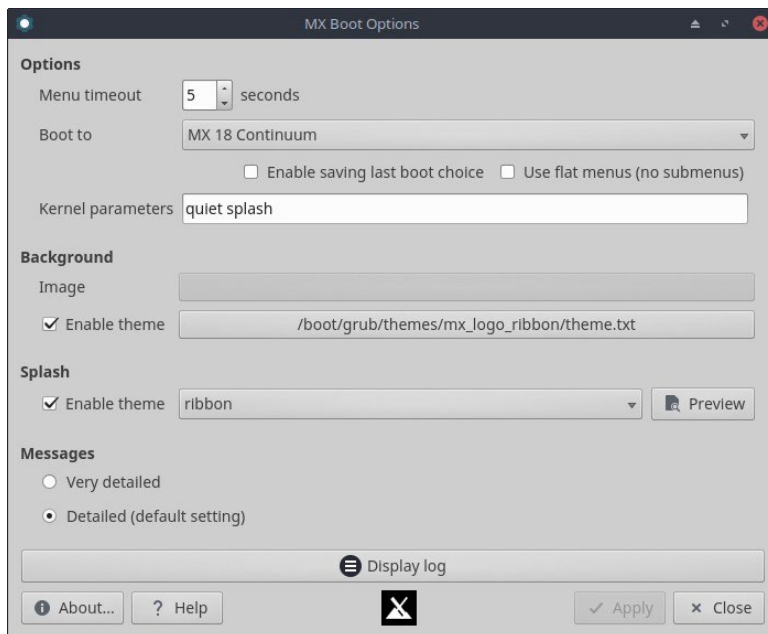 MX Boot Options
Options
Menu timeout 5 seconds
Boot to MX 18 Continuum
Enable saving last boot choice Use flat menus (no submenus)
Kernel parameters quiet splash
Background
Image
Enable theme /boot/grub/themes/mx_logo_ribbon/theme.txt
Splash
Enable theme ribbon Preview
Messages
Very detailed
Detailed (default setting)
Display log
About... ? Help Apply Close